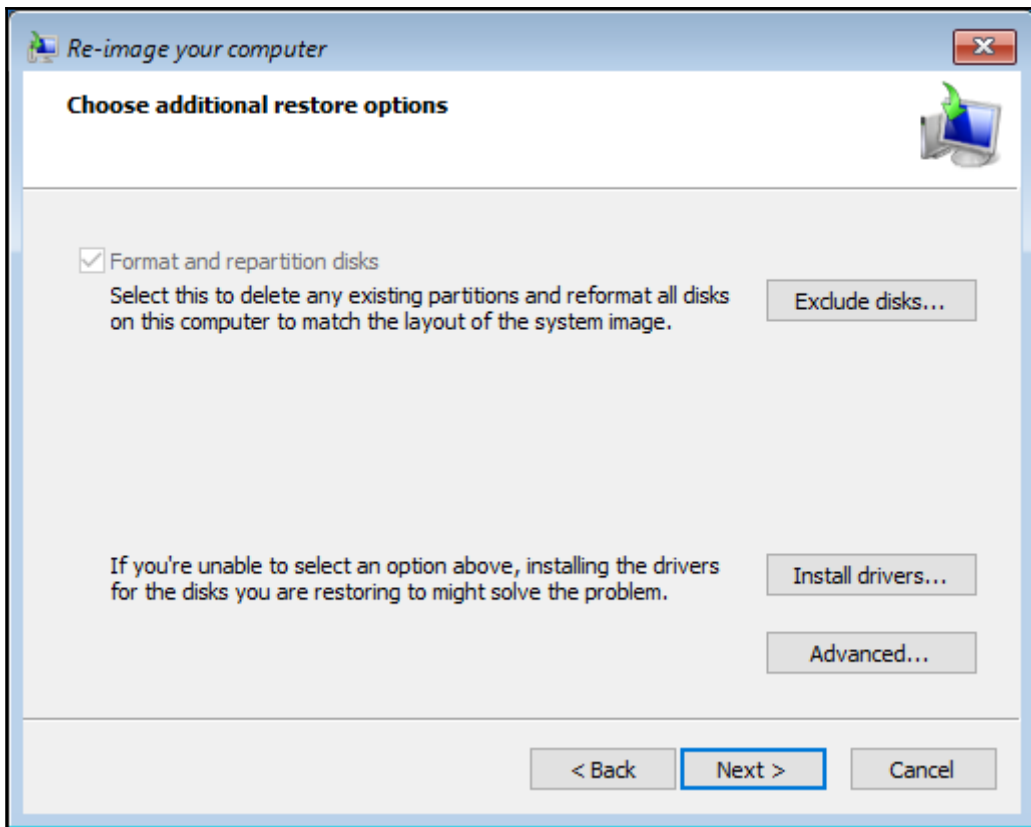 Re-image your computer
Choose additional restore options
Format and repartition disks
Select this to delete any existing partitions and reformat all disks
on this computer to match the layout of the system image.
Exclude disks...
If you're unable to select an option above, installing the drivers
for the disks you are restoring to might solve the problem.
Install drivers...
Advanced...
< Back
Next >
Cancel